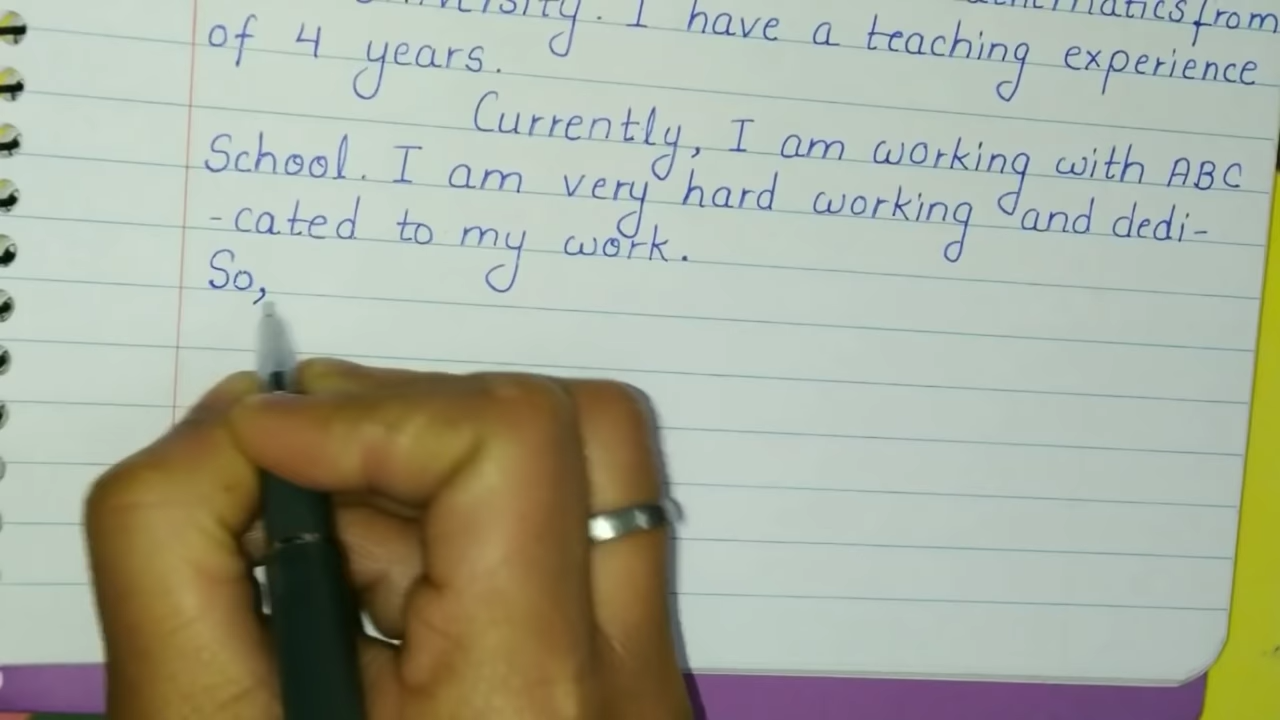 I have a teaching experience
of 4 years.
Currently, I am working with ABC
School. I am very hard working and dedi-
-cated to my work.
So,